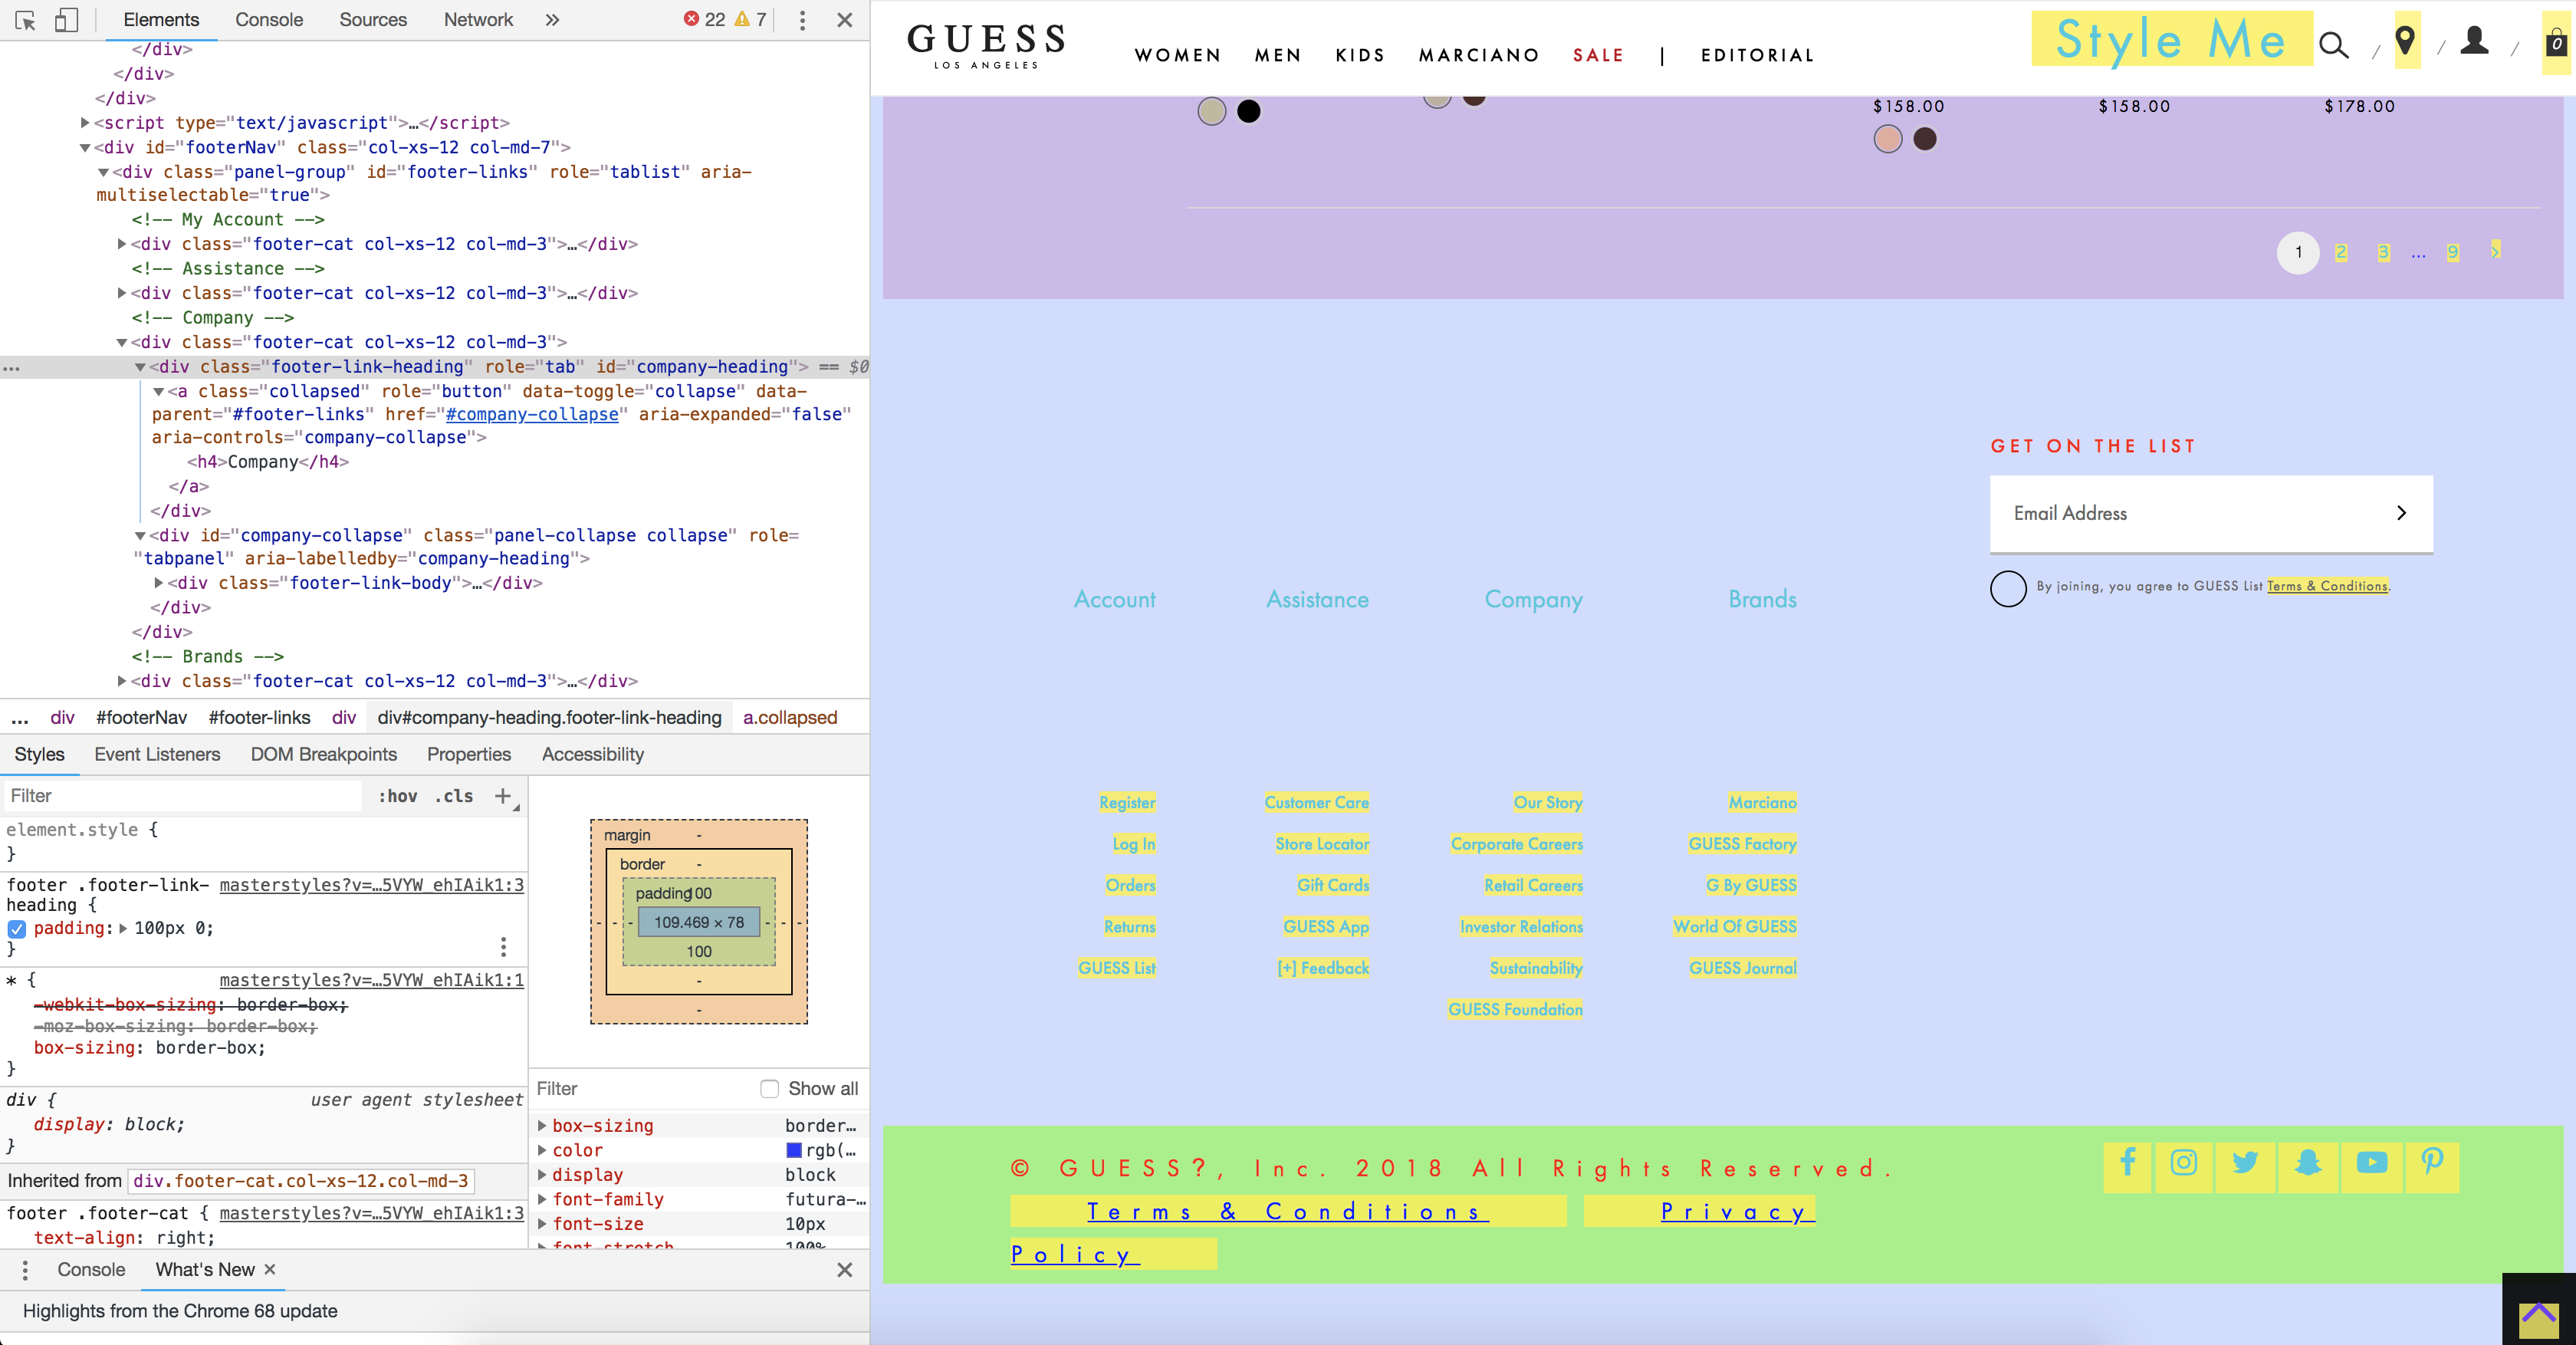 Elements Console Sources Network » 22 7
</div>
</div>
</div>
<script type="text/javascript">…</script>
<div id="footerNav" class="col-xs-12 col-md-7">
<div class="panel-group" id="footer-links" role="tablist" aria-
multiselectable="true">
<!-- My Account -->
<div class="footer-cat col-xs-12 col-md-3">…</div>
<!-- Assistance -->
<div class="footer-cat col-xs-12 col-md-3">…</div>
<!-- Company -->
<div class="footer-cat col-xs-12 col-md-3">
… <div class="footer-link-heading" role="tab" id="company-heading"> == $0
<a class="collapsed" role="button" data-toggle="collapse" data-
parent="#footer-links" href="#company-collapse" aria-expanded="false"
aria-controls="company-collapse">
<h4>Company</h4>
</a>
</div>
<div id="company-collapse" class="panel-collapse collapse" role=
"tabpanel" aria-labelledby="company-heading">
<div class="footer-link-body">…</div>
</div>
</div>
<!-- Brands -->
<div class="footer-cat col-xs-12 col-md-3">…</div>
… div #footerNav #footer-links div div#company-heading.footer-link-heading a.collapsed
Styles Event Listeners DOM Breakpoints Properties Accessibility
Filter :hov .cls +
element.style {
}
footer .footer-link- masterstyles?v=…5VYW_ehIAik1:3
heading {
padding: 100px 0;
}
* { masterstyles?v=…5VYW_ehIAik1:1
-webkit-box-sizing: border-box;
-moz-box-sizing: border-box;
box-sizing: border-box;
}
div { user agent stylesheet
display: block;
}
Inherited from div.footer-cat.col-xs-12.col-md-3
footer .footer-cat { masterstyles?v=…5VYW_ehIAik1:3
text-align: right;
margin -
border -
padding 100
- - - 109.469 × 78 - - -
100
-
-
Filter Show all
box-sizing border…
color rgb(…
display block
font-family futura-…
font-size 10px
font-stretch 100%
Console What's New ×
Highlights from the Chrome 68 update
GUESS
LOS ANGELES
WOMEN MEN KIDS MARCIANO SALE | EDITORIAL
Style Me / / / 0
$158.00 $158.00 $178.00
1 2 3 … 9 >
GET ON THE LIST
Email Address
By joining, you agree to GUESS List Terms & Conditions.
Account Assistance Company Brands
Register Customer Care Our Story Marciano
Log In Store Locator Corporate Careers GUESS Factory
Orders Gift Cards Retail Careers G By GUESS
Returns GUESS App Investor Relations World Of GUESS
GUESS List [+] Feedback Sustainability GUESS Journal
GUESS Foundation
© GUESS?, Inc. 2018 All Rights Reserved.
Terms & Conditions Privacy
Policy